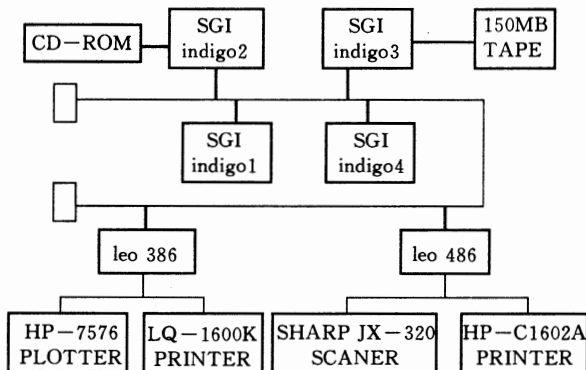 CD-ROM
SGI
indigo2
SGI
indigo3
150MB
TAPE
SGI
indigo1
SGI
indigo4
leo 386
leo 486
HP-7576
PLOTTER
LQ-1600K
PRINTER
SHARP JX-320
SCANER
HP-C1602A
PRINTER